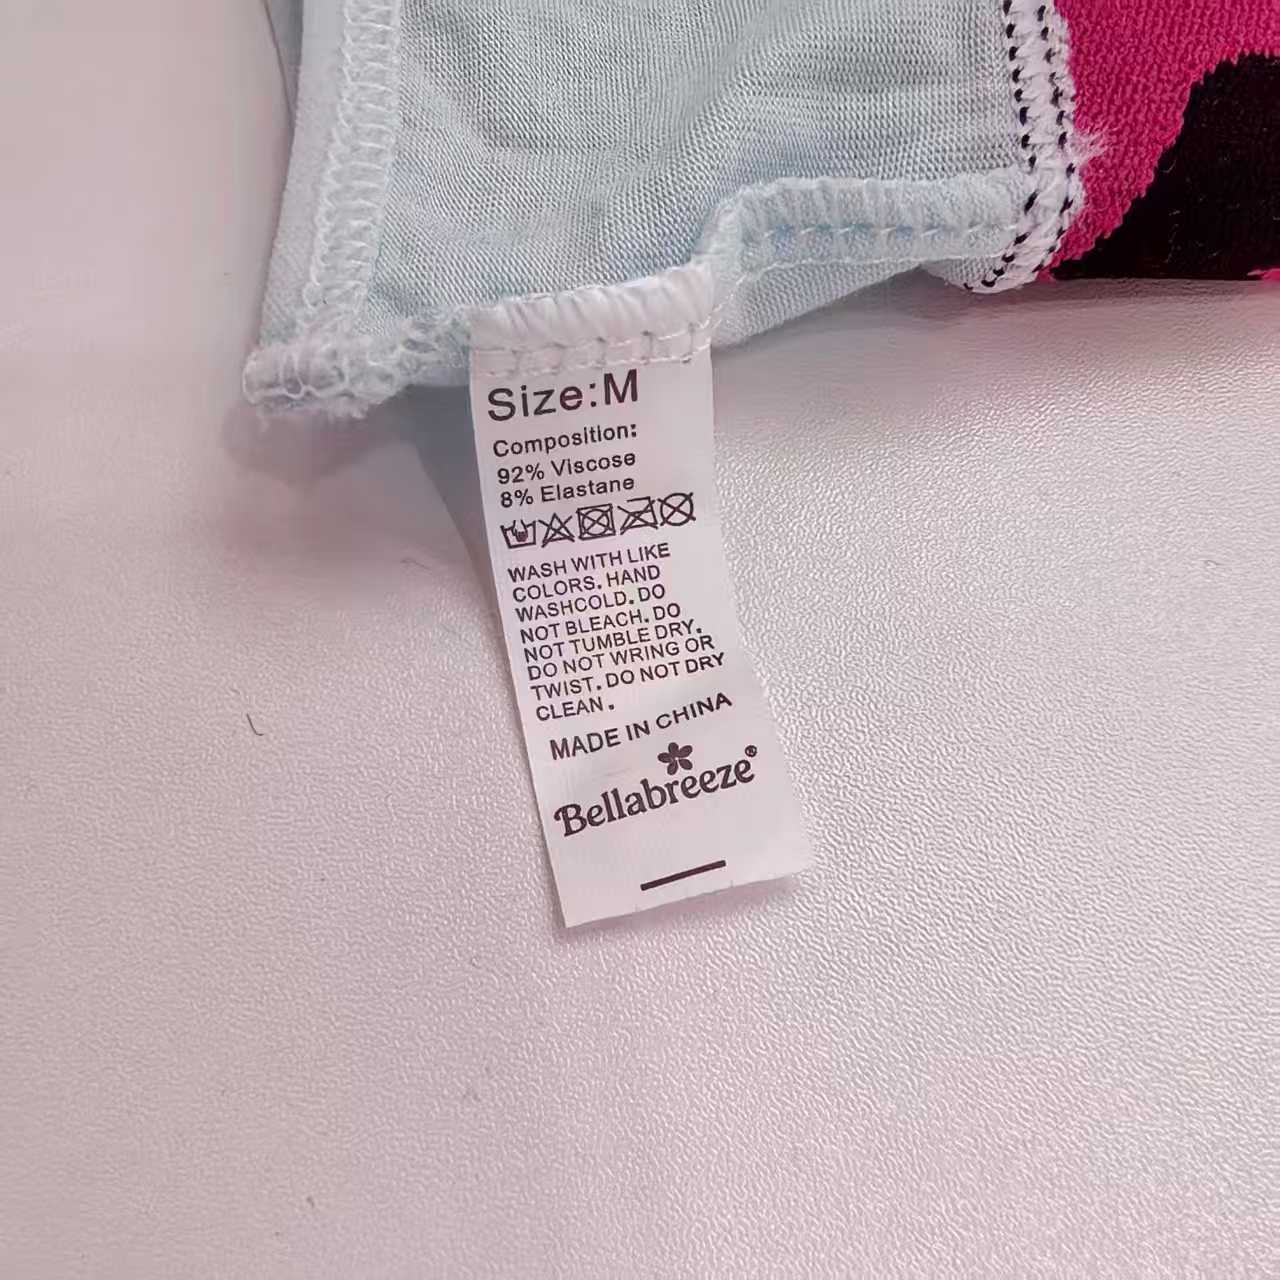 Size:M
Composition:
92% Viscose
8% Elastane
WASH WITH LIKE
COLORS. HAND
WASHCOLD. DO
NOT BLEACH. DO
NOT TUMBLE DRY.
DO NOT WRING OR
TWIST. DO NOT DRY
CLEAN.
MADE IN CHINA
Bellabreeze®